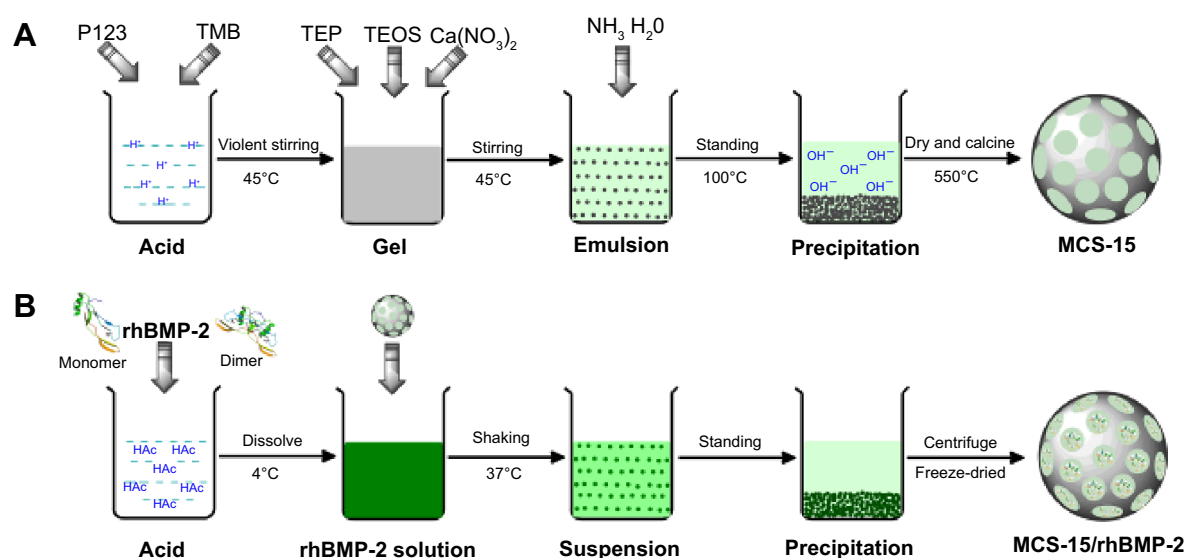 A
P123
TMB
TEP
TEOS
Ca(NO₃)₂
NH₃ H₂0
H⁺
H⁺
H⁺
H⁺
H⁺
H⁺
Violent stirring
45°C
Stirring
45°C
Standing
100°C
OH⁻
OH⁻
OH⁻
OH⁻
OH⁻
Dry and calcine
550°C
Acid
Gel
Emulsion
Precipitation
MCS-15
B
rhBMP-2
Monomer
Dimer
HAc
HAc
HAc
HAc
HAc
HAc
Dissolve
4°C
Shaking
37°C
Standing
Centrifuge
Freeze-dried
Acid
rhBMP-2 solution
Suspension
Precipitation
MCS-15/rhBMP-2